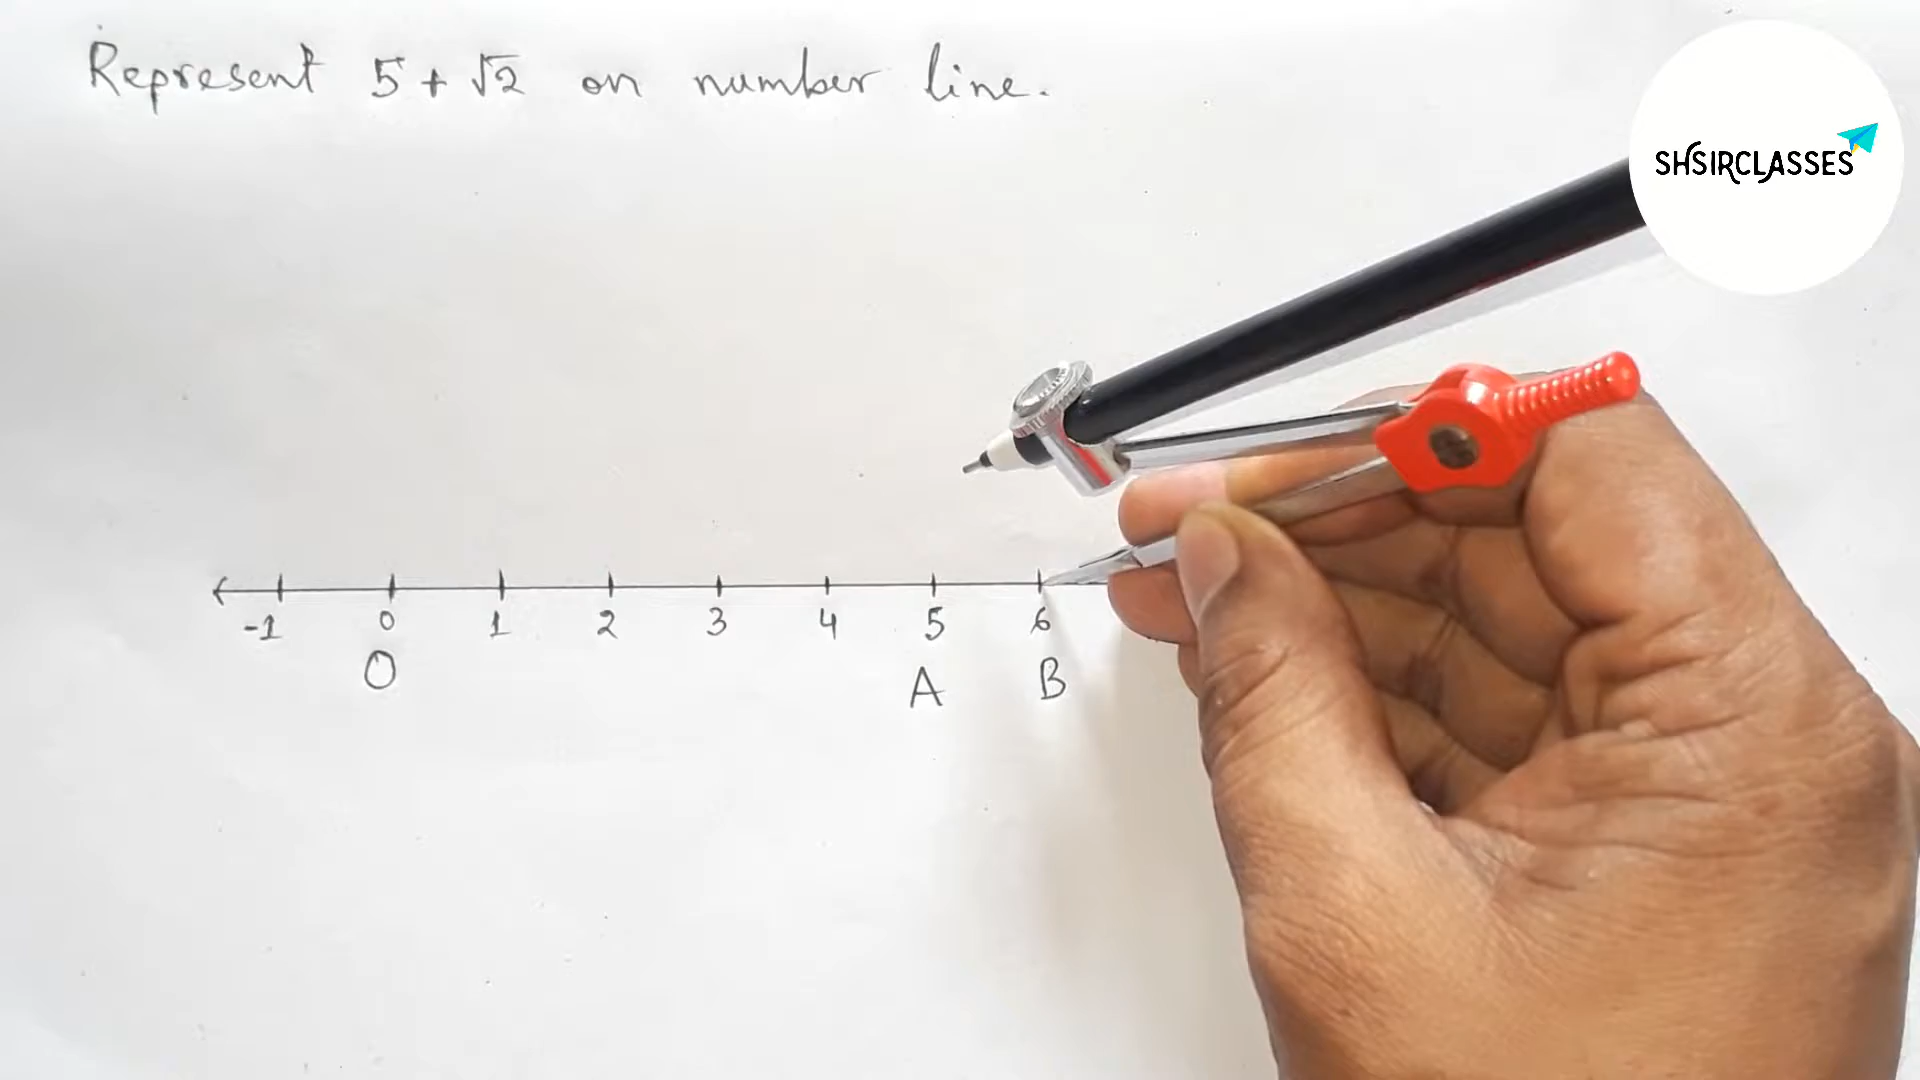 Represent 5 + √2 on number line.
SHSIRCLASSES
-1 0 1 2 3 4 5 6
O A B